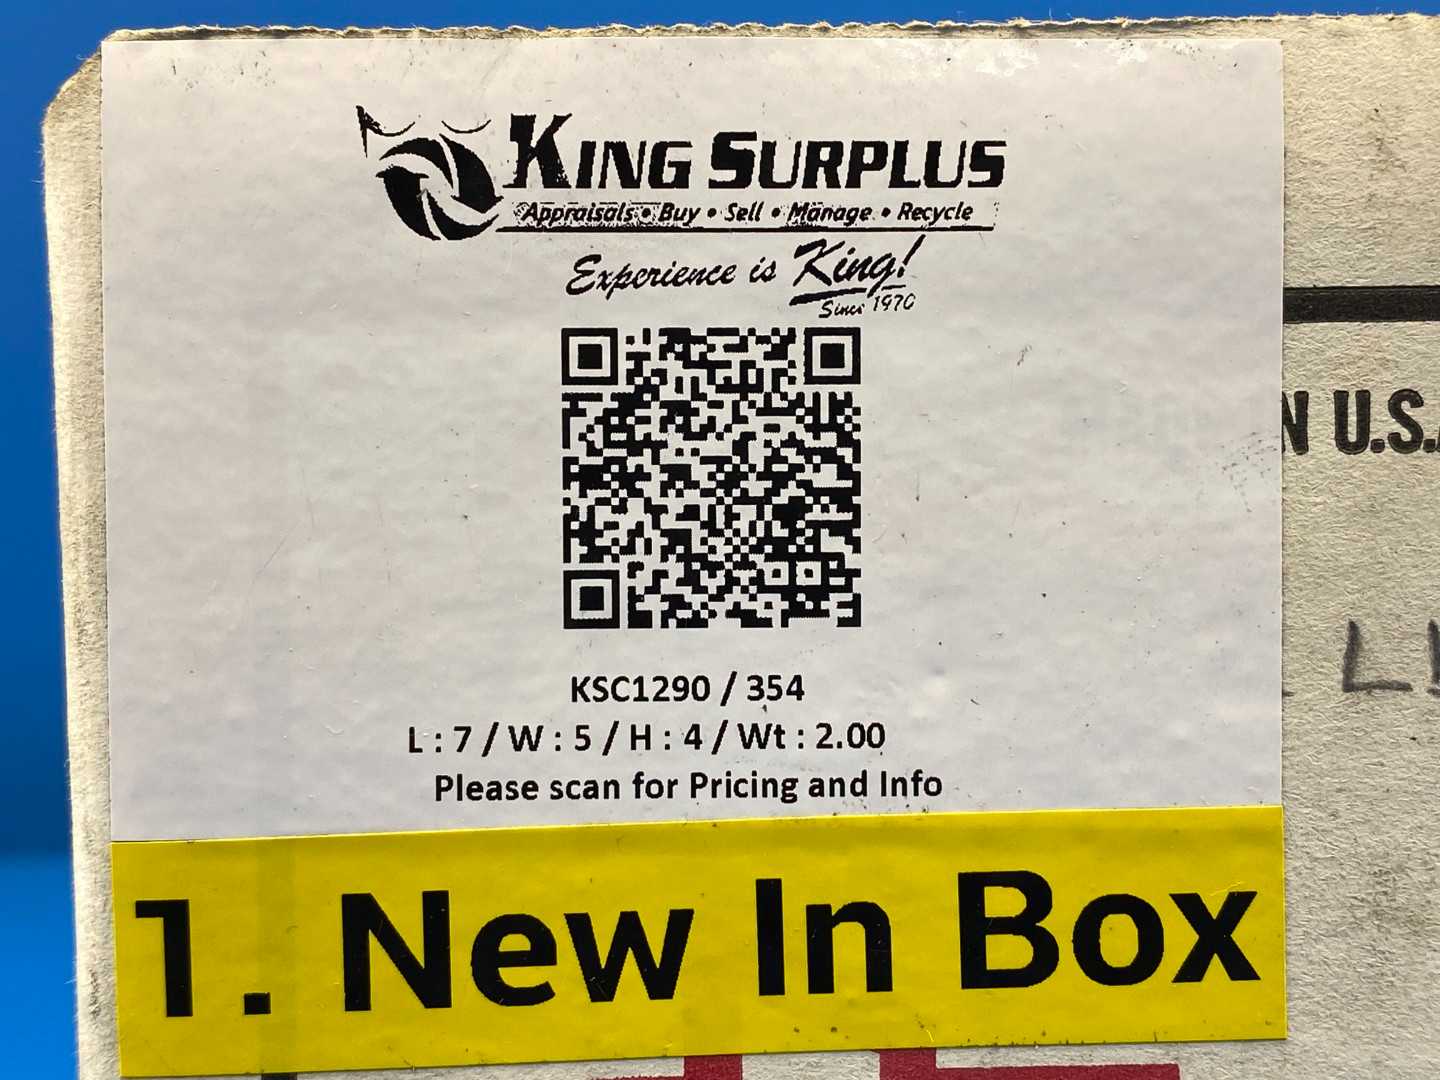 KING SURPLUS
Appraisals • Buy • Sell • Manage • Recycle
Experience is King!
Since 1970
N U.S.
KSC1290 / 354
L : 7 / W : 5 / H : 4 / Wt : 2.00
Please scan for Pricing and Info
1. New In Box